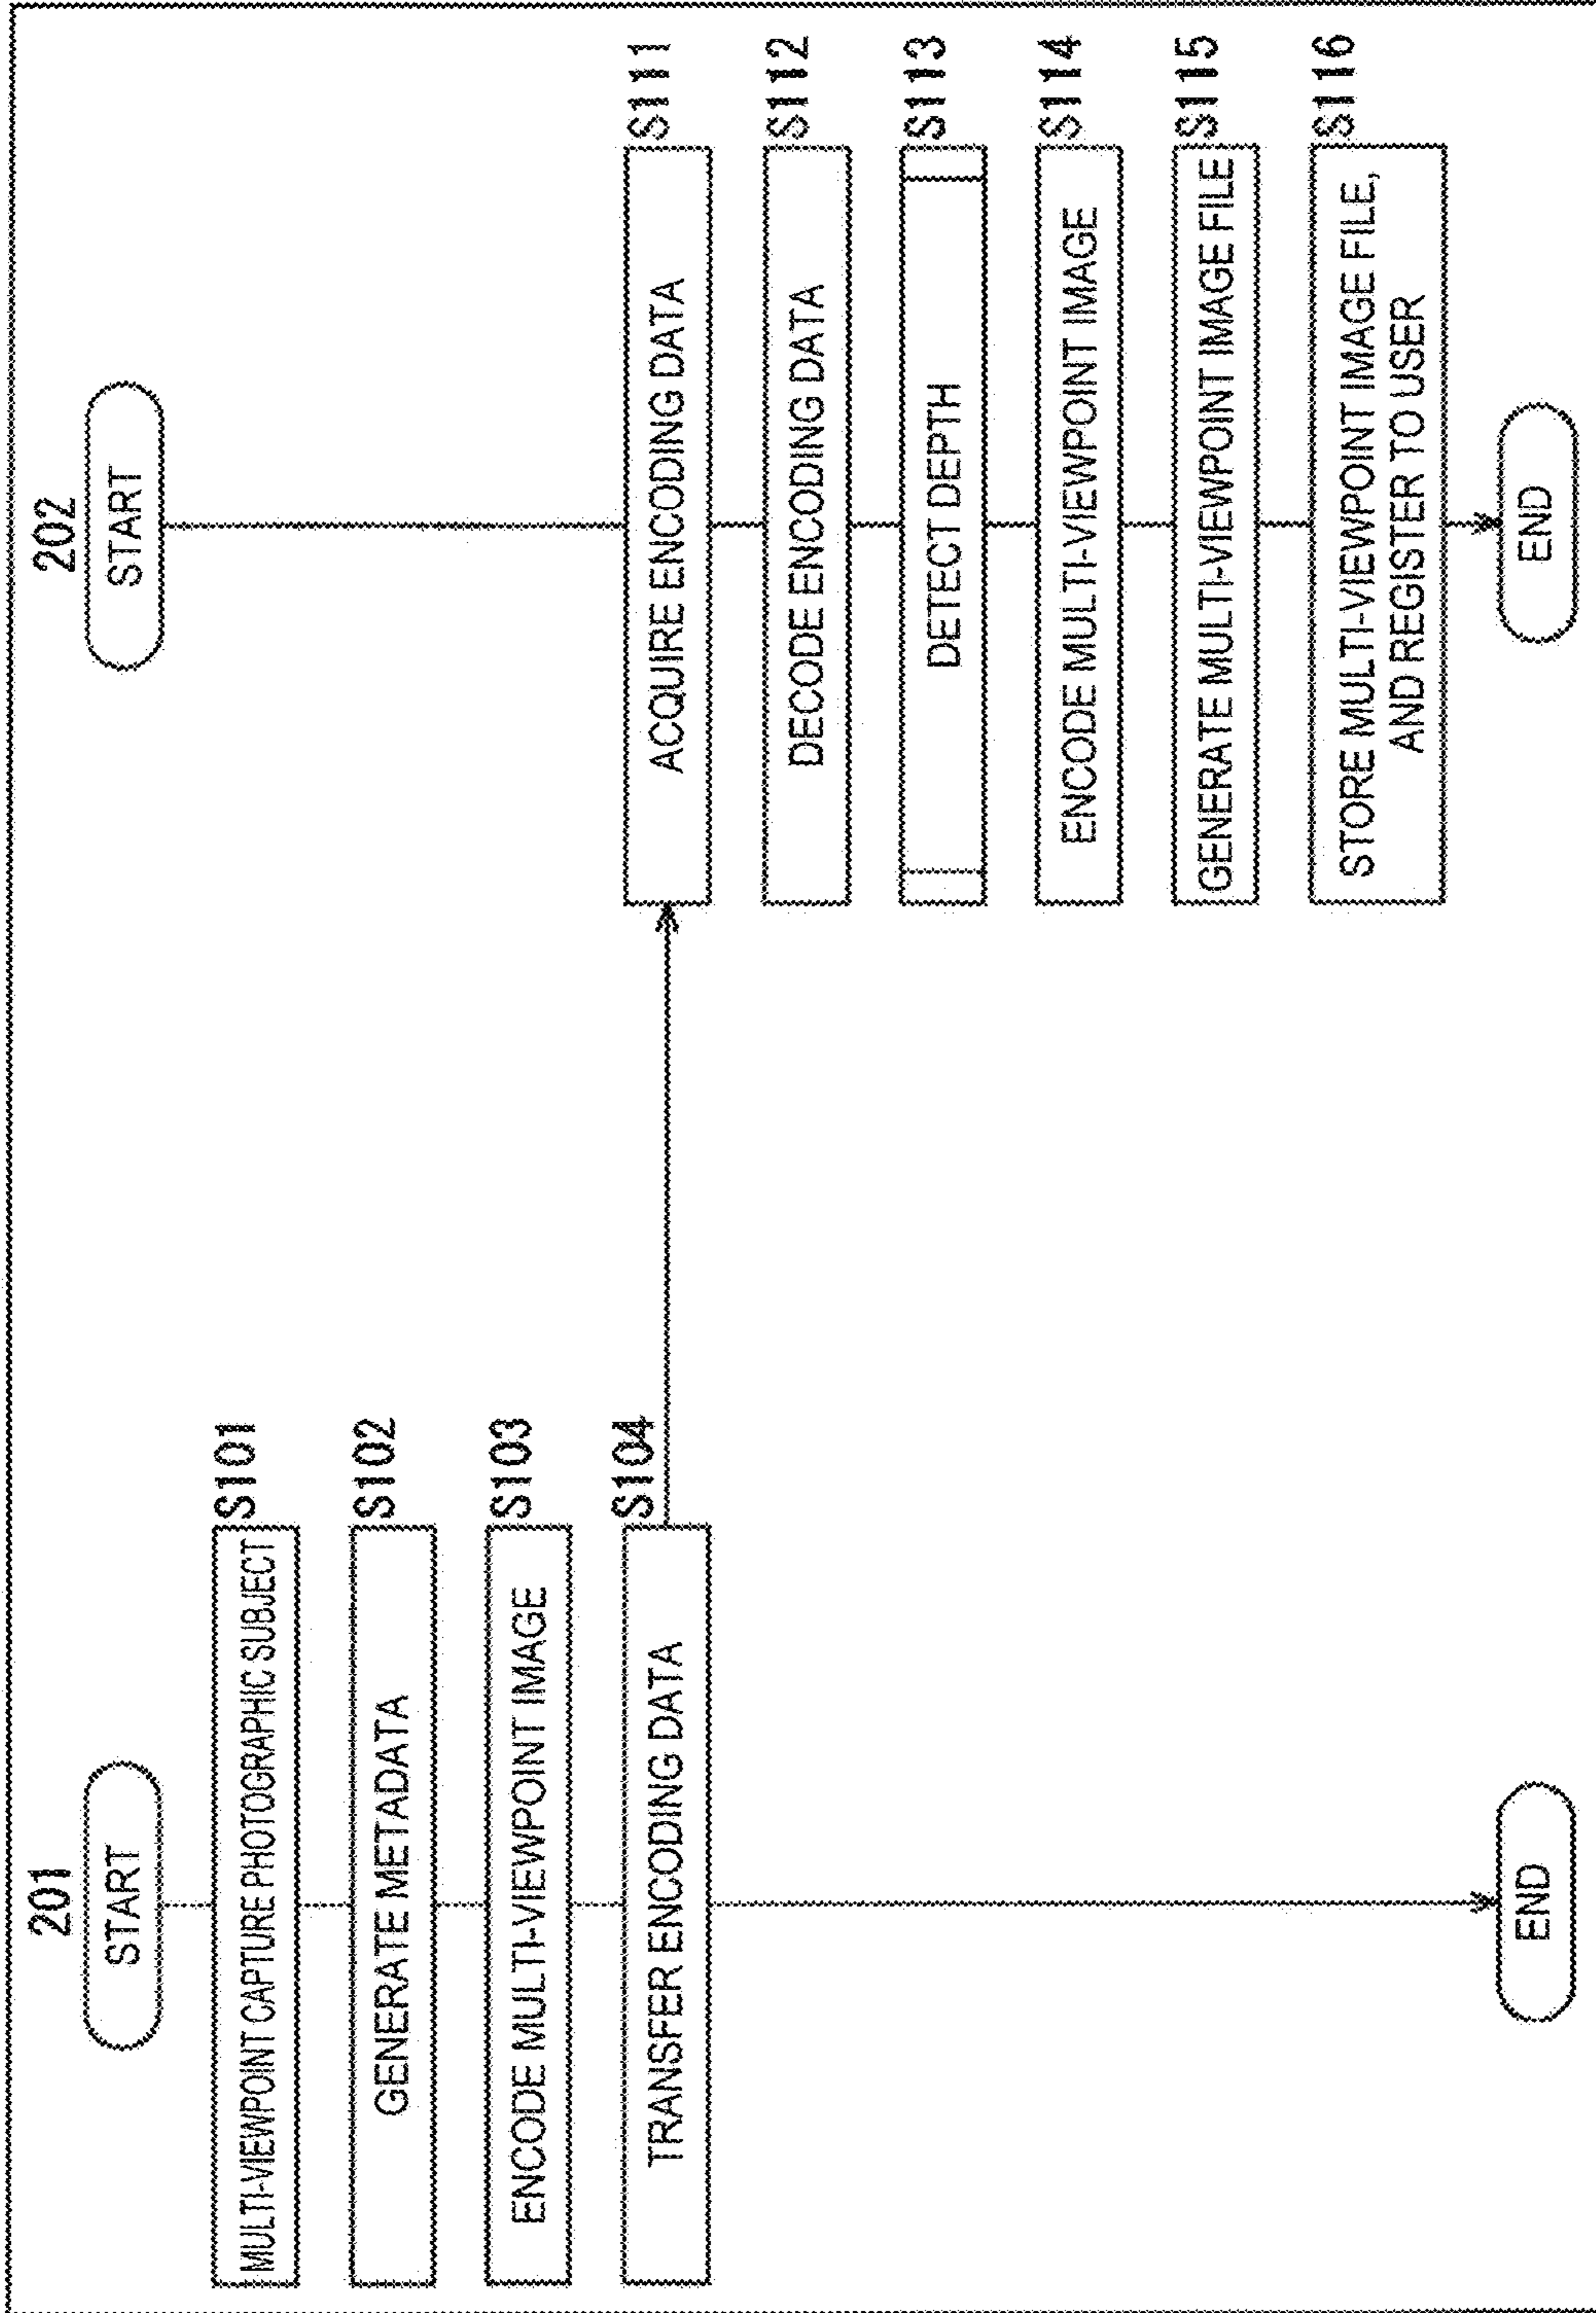 201
START
MULTI-VIEWPOINT CAPTURE PHOTOGRAPHIC SUBJECT
S101
GENERATE METADATA
S102
ENCODE MULTI-VIEWPOINT IMAGE
S103
TRANSFER ENCODING DATA
S104
END
202
START
ACQUIRE ENCODING DATA
S111
DECODE ENCODING DATA
S112
DETECT DEPTH
S113
ENCODE MULTI-VIEWPOINT IMAGE
S114
GENERATE MULTI-VIEWPOINT IMAGE FILE
S115
STORE MULTI-VIEWPOINT IMAGE FILE,
AND REGISTER TO USER
S116
END